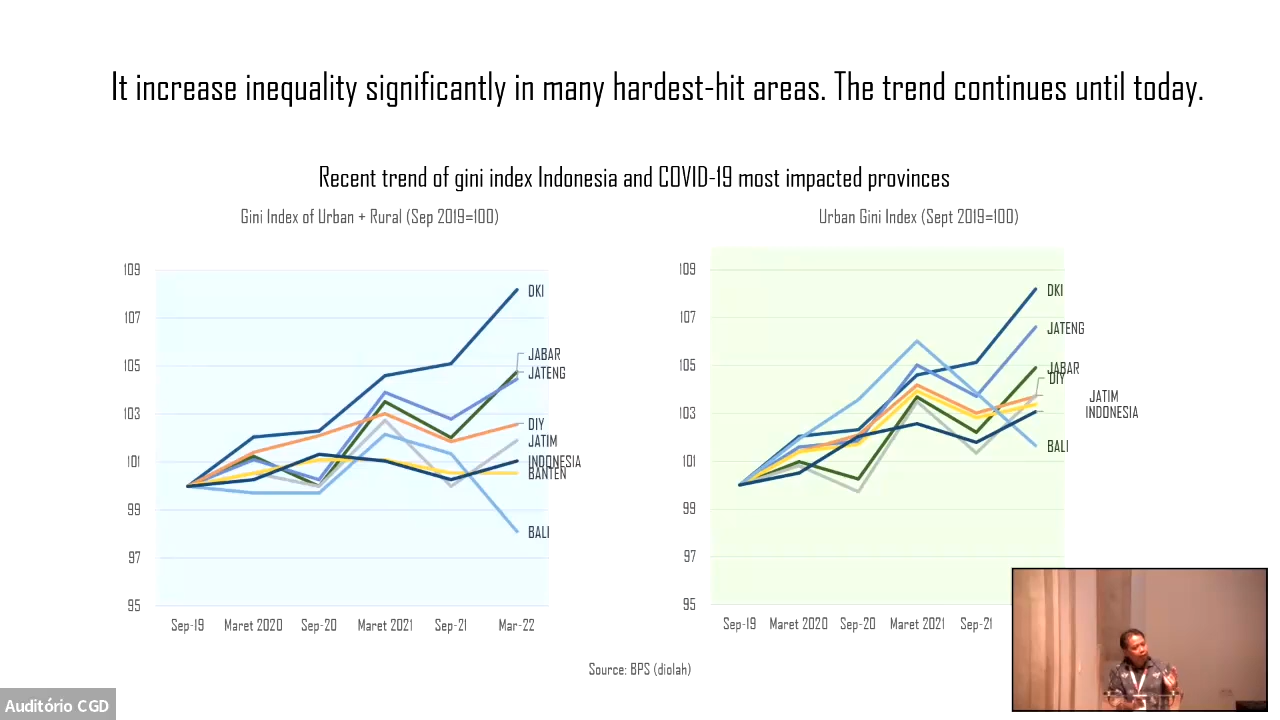 It increase inequality significantly in many hardest-hit areas. The trend continues until today.
Recent trend of gini index Indonesia and COVID-19 most impacted provinces
Gini Index of Urban + Rural (Sep 2019=100)
109
107
105
103
101
99
97
95
DKI
JABAR
JATENG
DIY
JATIM
INDONESIA
BANTEN
BALI
Sep-19 Maret 2020 Sep-20 Maret 2021 Sep-21 Mar-22
Urban Gini Index (Sept 2019=100)
109
107
105
103
101
99
97
95
DKI
JATENG
JABAR
DIY
JATIM
INDONESIA
BALI
Sep-19 Maret 2020 Sep-20 Maret 2021 Sep-21
Source: BPS (diolah)
Auditório CGD